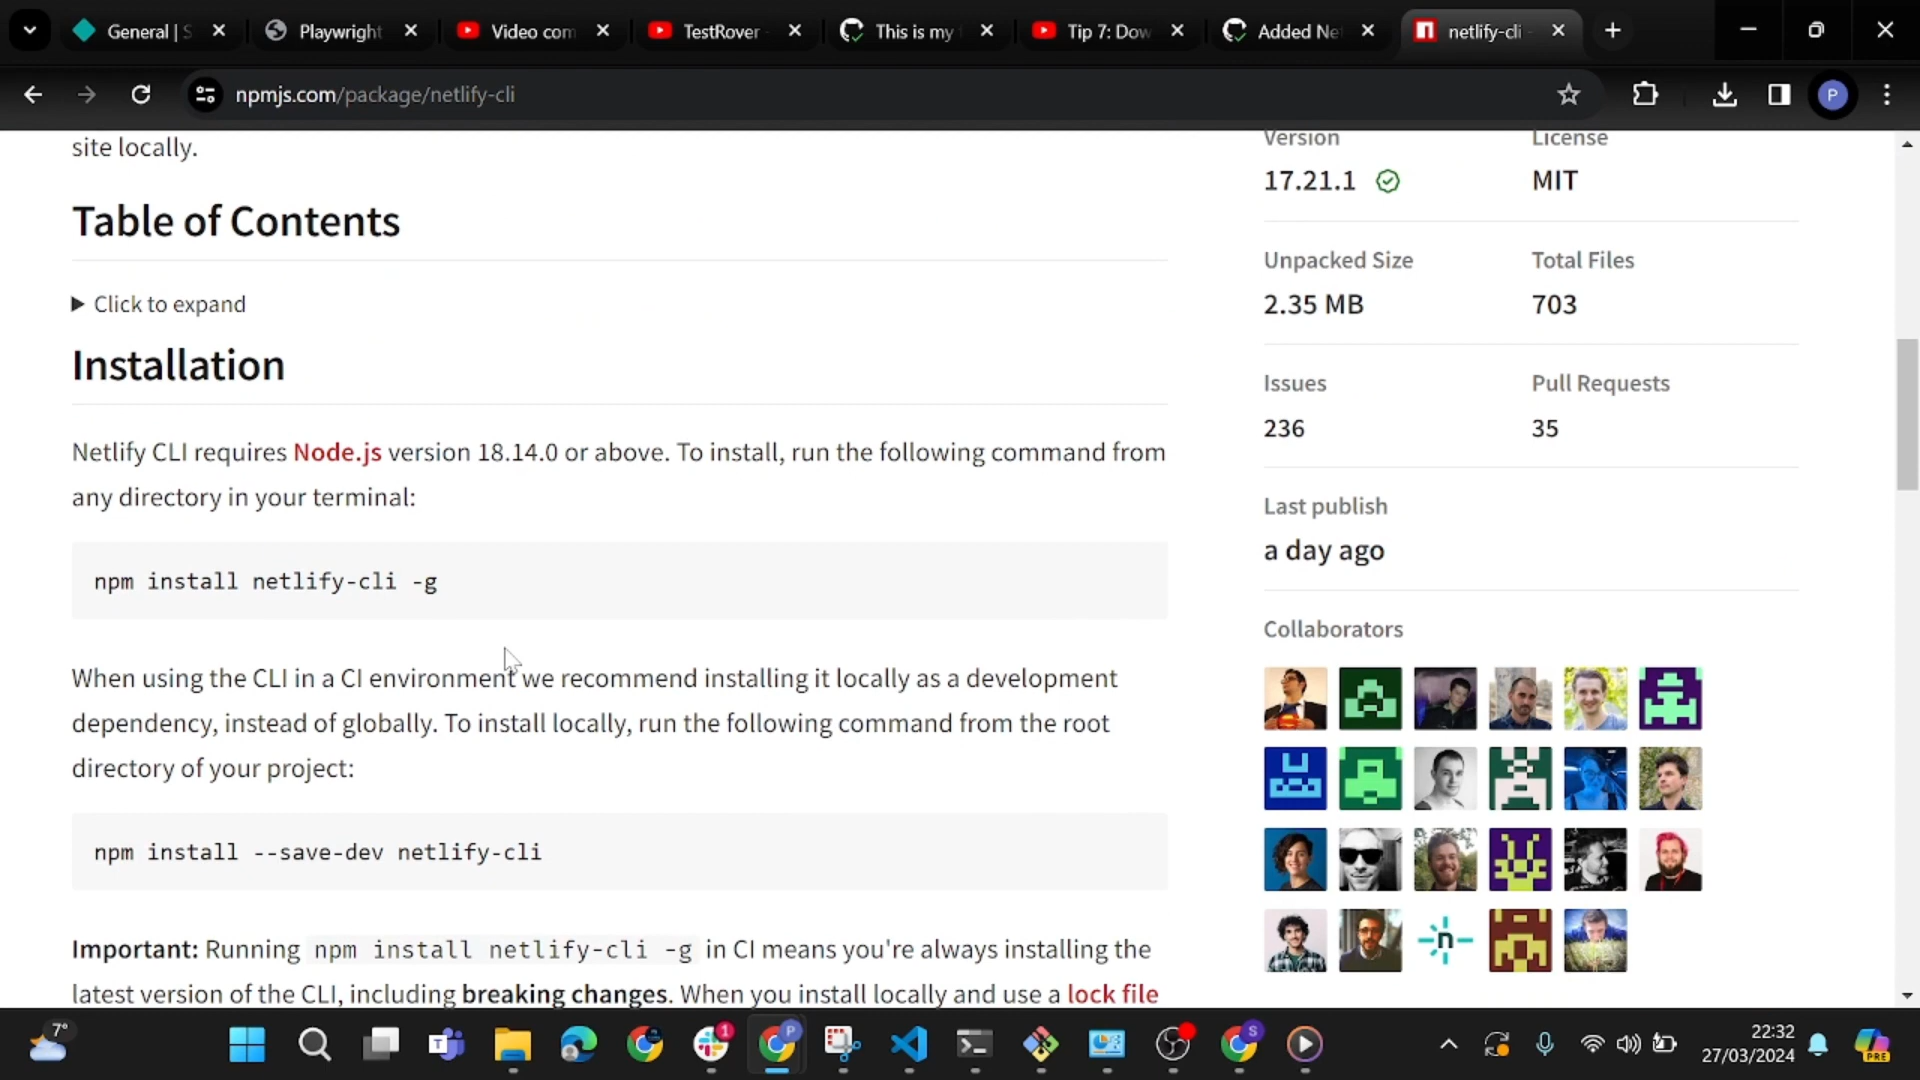 General | S
Playwright
Video com
TestRover
This is my
Tip 7: Dow
Added Net
netlify-cli
npmjs.com/package/netlify-cli
P
site locally.
Table of Contents
Click to expand
Installation
Netlify CLI requires Node.js version 18.14.0 or above. To install, run the following command from
any directory in your terminal:
npm install netlify-cli -g
When using the CLI in a CI environment we recommend installing it locally as a development
dependency, instead of globally. To install locally, run the following command from the root
directory of your project:
npm install --save-dev netlify-cli
Important: Running npm install netlify-cli -g in CI means you're always installing the
latest version of the CLI, including breaking changes. When you install locally and use a lock file
Version
License
17.21.1
MIT
Unpacked Size
Total Files
2.35 MB
703
Issues
Pull Requests
236
35
Last publish
a day ago
Collaborators
n
7°
1
P
S
22:32
27/03/2024
PRE